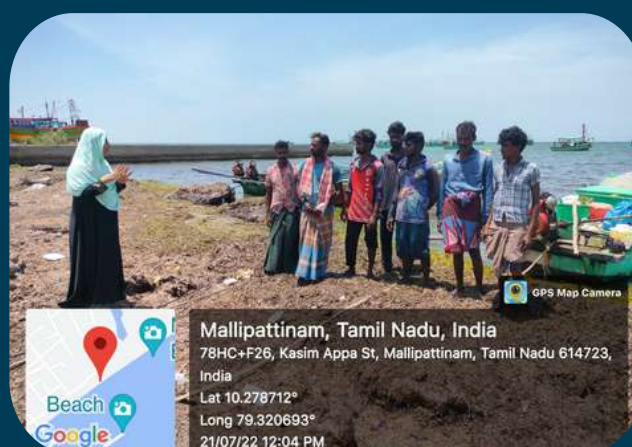 GPS Map Camera
Mallipattinam, Tamil Nadu, India
78HC+F26, Kasim Appa St, Mallipattinam, Tamil Nadu 614723,
India
Lat 10.278712°
Long 79.320693°
21/07/22 12:04 PM
Beach
Google